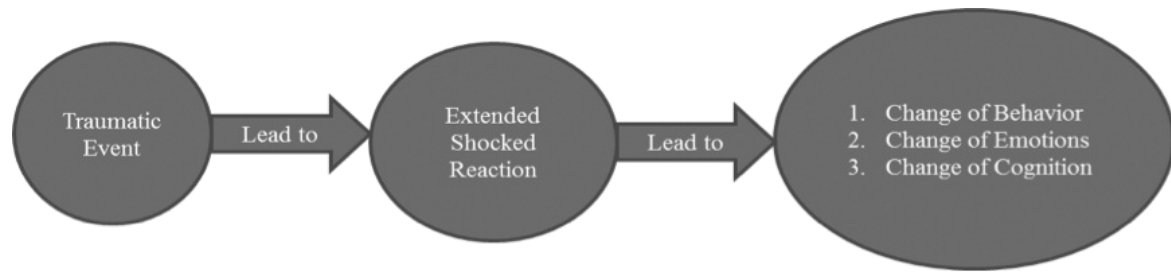 Traumatic
Event
Lead to
Extended
Shocked
Reaction
Lead to
1. Change of Behavior
2. Change of Emotions
3. Change of Cognition